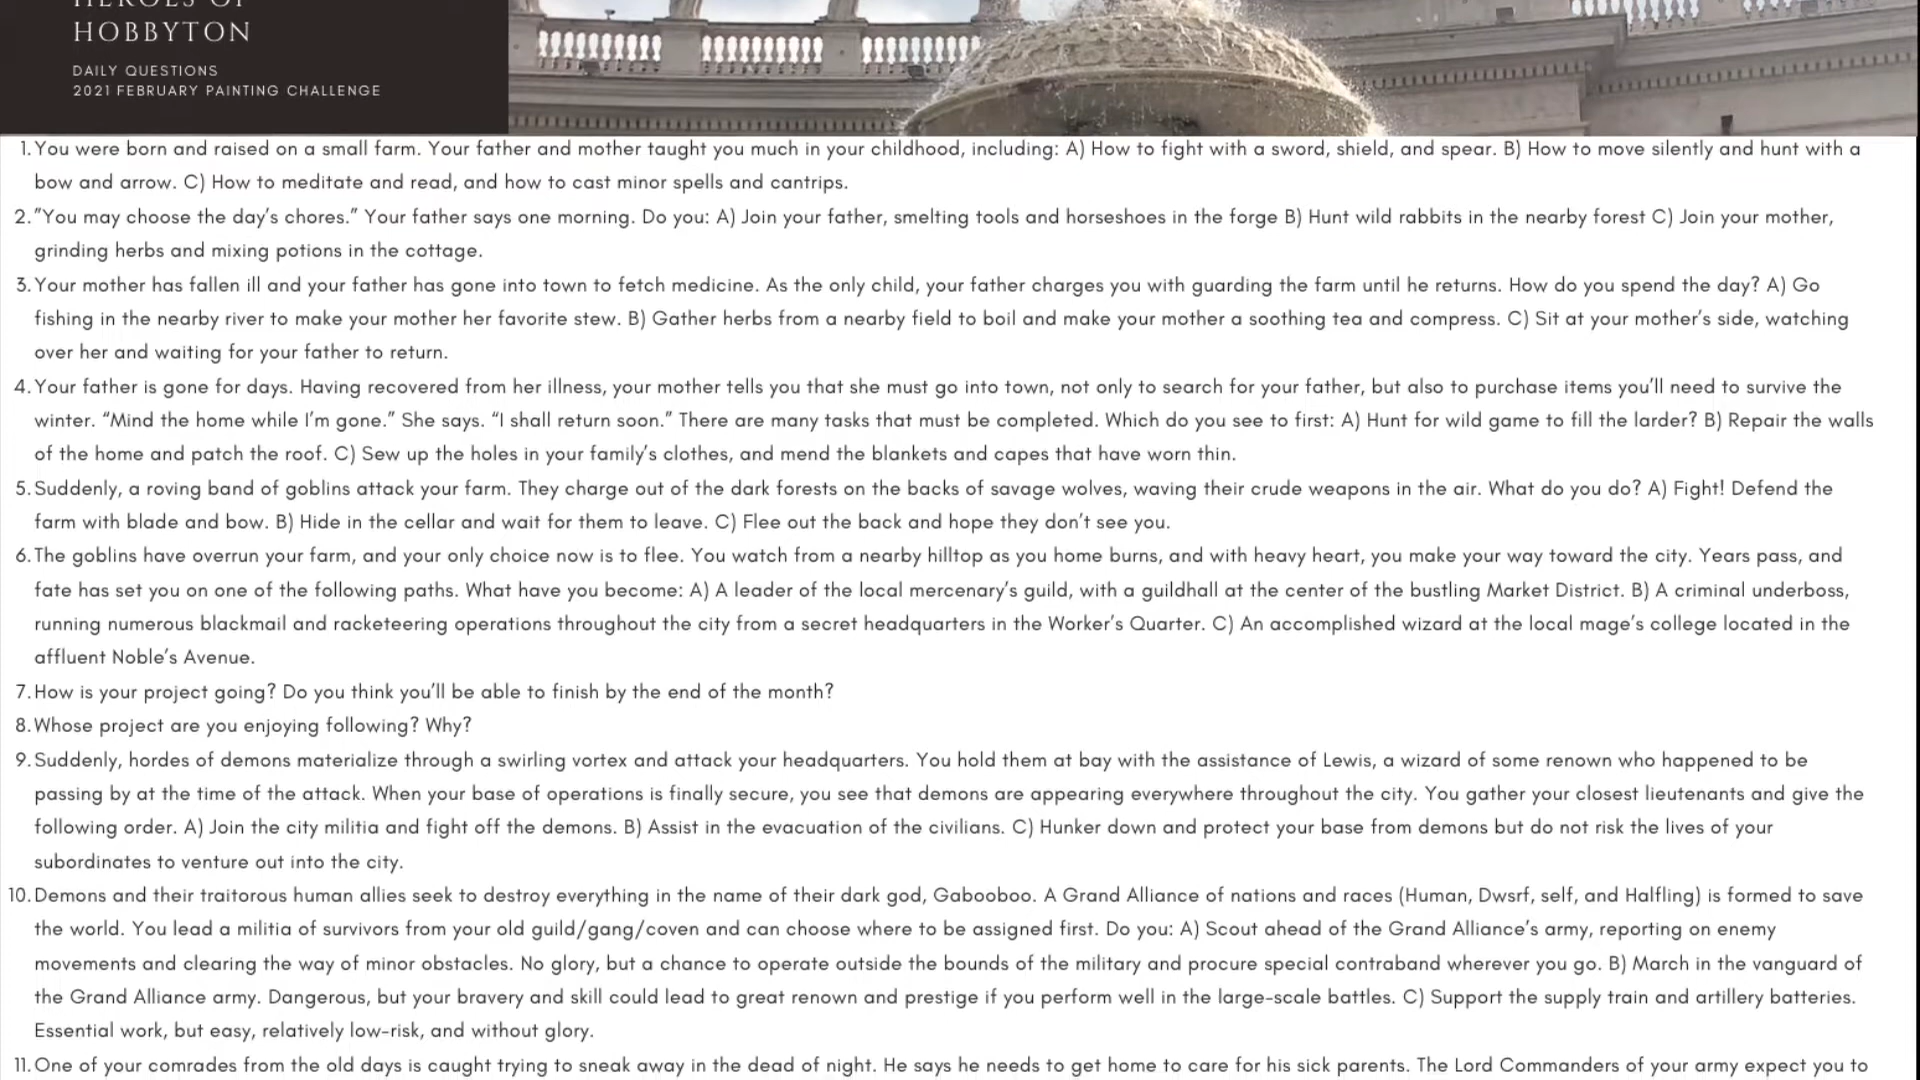 HEROES OF
HOBBYTON
DAILY QUESTIONS
2021 FEBRUARY PAINTING CHALLENGE
1. You were born and raised on a small farm. Your father and mother taught you much in your childhood, including: A) How to fight with a sword, shield, and spear. B) How to move silently and hunt with a
bow and arrow. C) How to meditate and read, and how to cast minor spells and cantrips.
2. "You may choose the day's chores." Your father says one morning. Do you: A) Join your father, smelting tools and horseshoes in the forge B) Hunt wild rabbits in the nearby forest C) Join your mother,
grinding herbs and mixing potions in the cottage.
3. Your mother has fallen ill and your father has gone into town to fetch medicine. As the only child, your father charges you with guarding the farm until he returns. How do you spend the day? A) Go
fishing in the nearby river to make your mother her favorite stew. B) Gather herbs from a nearby field to boil and make your mother a soothing tea and compress. C) Sit at your mother's side, watching
over her and waiting for your father to return.
4. Your father is gone for days. Having recovered from her illness, your mother tells you that she must go into town, not only to search for your father, but also to purchase items you'll need to survive the
winter. "Mind the home while I'm gone." She says. "I shall return soon." There are many tasks that must be completed. Which do you see to first: A) Hunt for wild game to fill the larder? B) Repair the walls
of the home and patch the roof. C) Sew up the holes in your family's clothes, and mend the blankets and capes that have worn thin.
5. Suddenly, a roving band of goblins attack your farm. They charge out of the dark forests on the backs of savage wolves, waving their crude weapons in the air. What do you do? A) Fight! Defend the
farm with blade and bow. B) Hide in the cellar and wait for them to leave. C) Flee out the back and hope they don't see you.
6. The goblins have overrun your farm, and your only choice now is to flee. You watch from a nearby hilltop as you home burns, and with heavy heart, you make your way toward the city. Years pass, and
fate has set you on one of the following paths. What have you become: A) A leader of the local mercenary's guild, with a guildhall at the center of the bustling Market District. B) A criminal underboss,
running numerous blackmail and racketeering operations throughout the city from a secret headquarters in the Worker's Quarter. C) An accomplished wizard at the local mage's college located in the
affluent Noble's Avenue.
7. How is your project going? Do you think you'll be able to finish by the end of the month?
8. Whose project are you enjoying following? Why?
9. Suddenly, hordes of demons materialize through a swirling vortex and attack your headquarters. You hold them at bay with the assistance of Lewis, a wizard of some renown who happened to be
passing by at the time of the attack. When your base of operations is finally secure, you see that demons are appearing everywhere throughout the city. You gather your closest lieutenants and give the
following order. A) Join the city militia and fight off the demons. B) Assist in the evacuation of the civilians. C) Hunker down and protect your base from demons but do not risk the lives of your
subordinates to venture out into the city.
10. Demons and their traitorous human allies seek to destroy everything in the name of their dark god, Gabooboo. A Grand Alliance of nations and races (Human, Dwsrf, self, and Halfling) is formed to save
the world. You lead a militia of survivors from your old guild/gang/coven and can choose where to be assigned first. Do you: A) Scout ahead of the Grand Alliance's army, reporting on enemy
movements and clearing the way of minor obstacles. No glory, but a chance to operate outside the bounds of the military and procure special contraband wherever you go. B) March in the vanguard of
the Grand Alliance army. Dangerous, but your bravery and skill could lead to great renown and prestige if you perform well in the large-scale battles. C) Support the supply train and artillery batteries.
Essential work, but easy, relatively low-risk, and without glory.
11. One of your comrades from the old days is caught trying to sneak away in the dead of night. He says he needs to get home to care for his sick parents. The Lord Commanders of your army expect you to